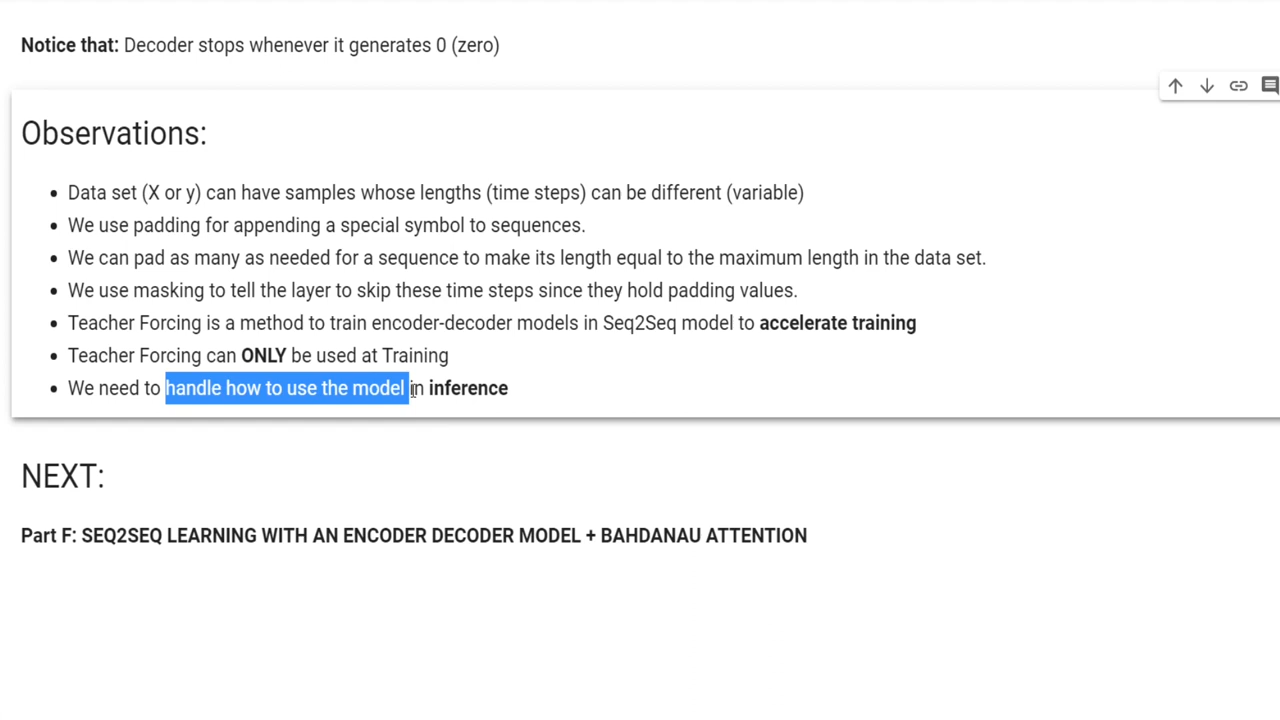 Notice that: Decoder stops whenever it generates 0 (zero)
Observations:
Data set (X or y) can have samples whose lengths (time steps) can be different (variable)
We use padding for appending a special symbol to sequences.
We can pad as many as needed for a sequence to make its length equal to the maximum length in the data set.
We use masking to tell the layer to skip these time steps since they hold padding values.
Teacher Forcing is a method to train encoder-decoder models in Seq2Seq model to accelerate training
Teacher Forcing can ONLY be used at Training
We need to handle how to use the model in inference
NEXT:
Part F: SEQ2SEQ LEARNING WITH AN ENCODER DECODER MODEL + BAHDANAU ATTENTION